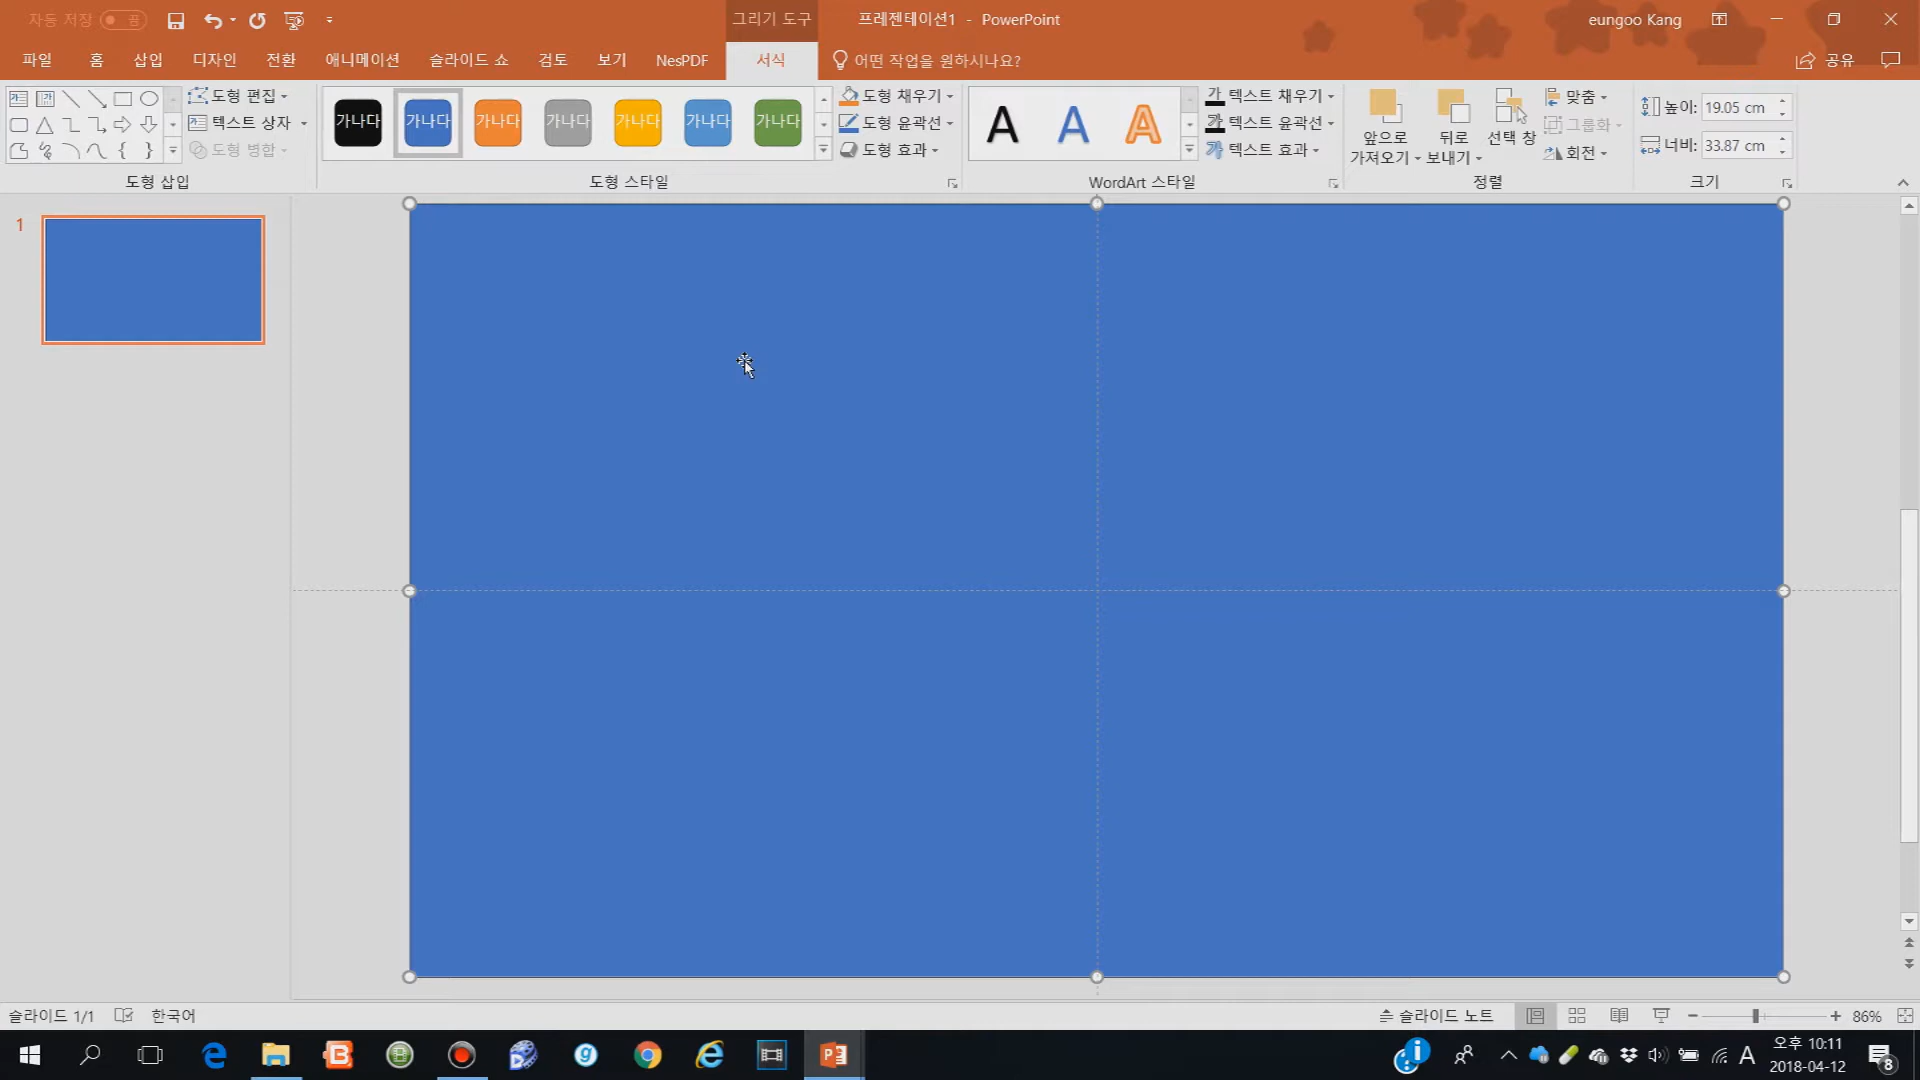 자동 저장 끔
그리기 도구
프레젠테이션1 - PowerPoint
eungoo Kang
파일 홈 삽입 디자인 전환 애니메이션 슬라이드 쇼 검토 보기 NesPDF 서식 어떤 작업을 원하시나요? 공유
도형 편집
텍스트 상자
도형 병합
도형 삽입
가나다 가나다 가나다 가나다 가나다 가나다 가나다
도형 채우기
도형 윤곽선
도형 효과
도형 스타일
A A A
텍스트 채우기
텍스트 윤곽선
텍스트 효과
WordArt 스타일
앞으로
가져오기
뒤로
보내기
선택 창
맞춤
그룹화
회전
정렬
높이: 19.05 cm
너비: 33.87 cm
크기
1
슬라이드 1/1 한국어
슬라이드 노트
86%
A
오후 10:11
2018-04-12
8